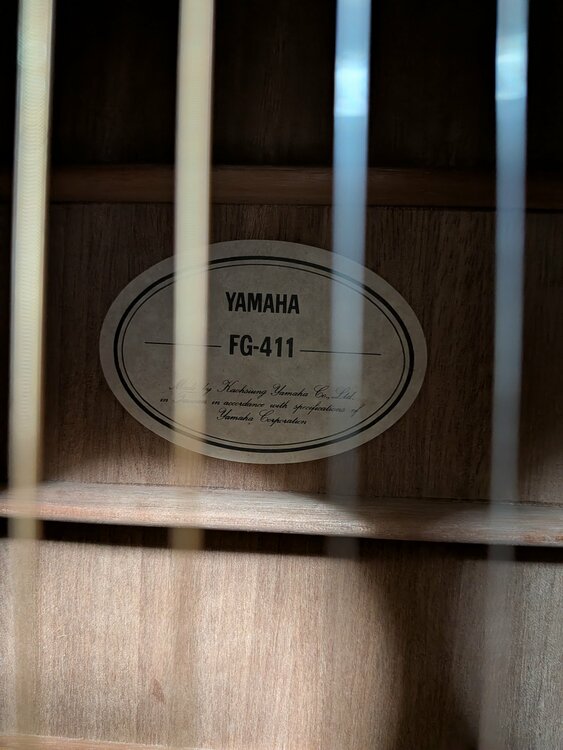 YAMAHA
FG-411
Made by Kaohsiung Yamaha Co., Ltd.
in Taiwan in accordance with specifications of
Yamaha Corporation